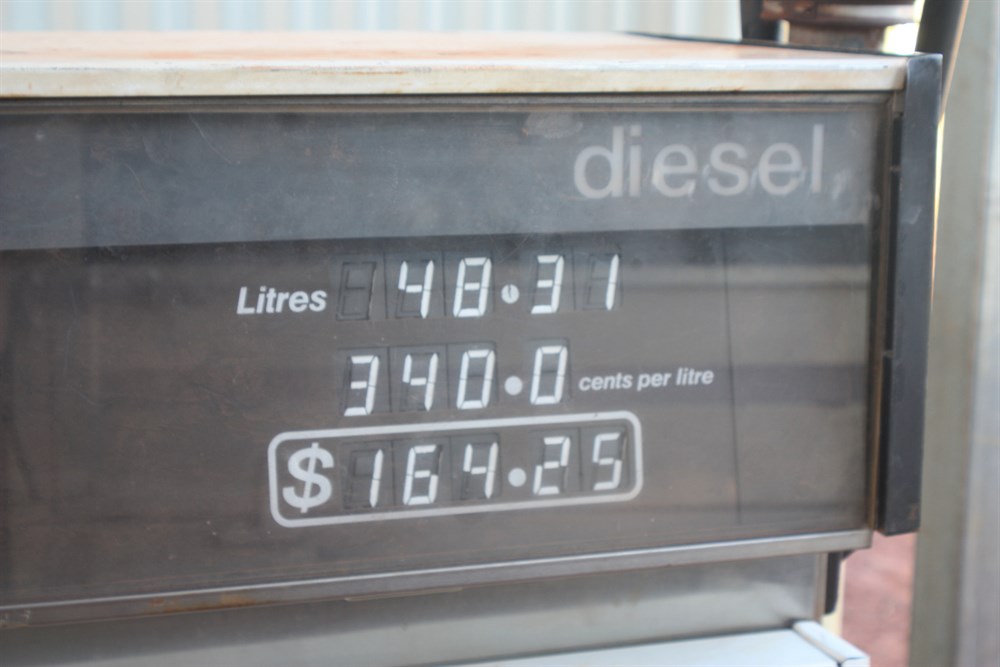 diesel
Litres 48.31
340.0 cents per litre
$164.25